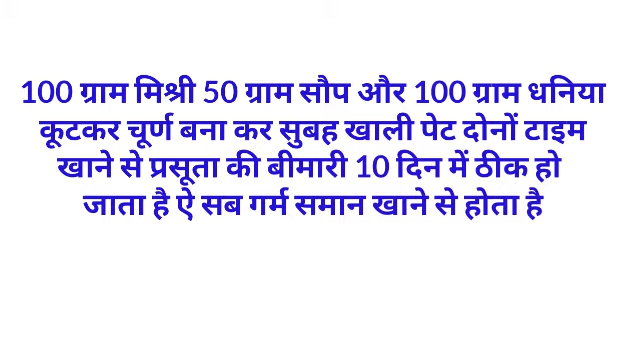 100 ग्राम मिश्री 50 ग्राम सौप और 100 ग्राम धनिया
कूटकर चूर्ण बना कर सुबह खाली पेट दोनों टाइम
खाने से प्रसूता की बीमारी 10 दिन में ठीक हो
जाता है ऐ सब गर्म समान खाने से होता है